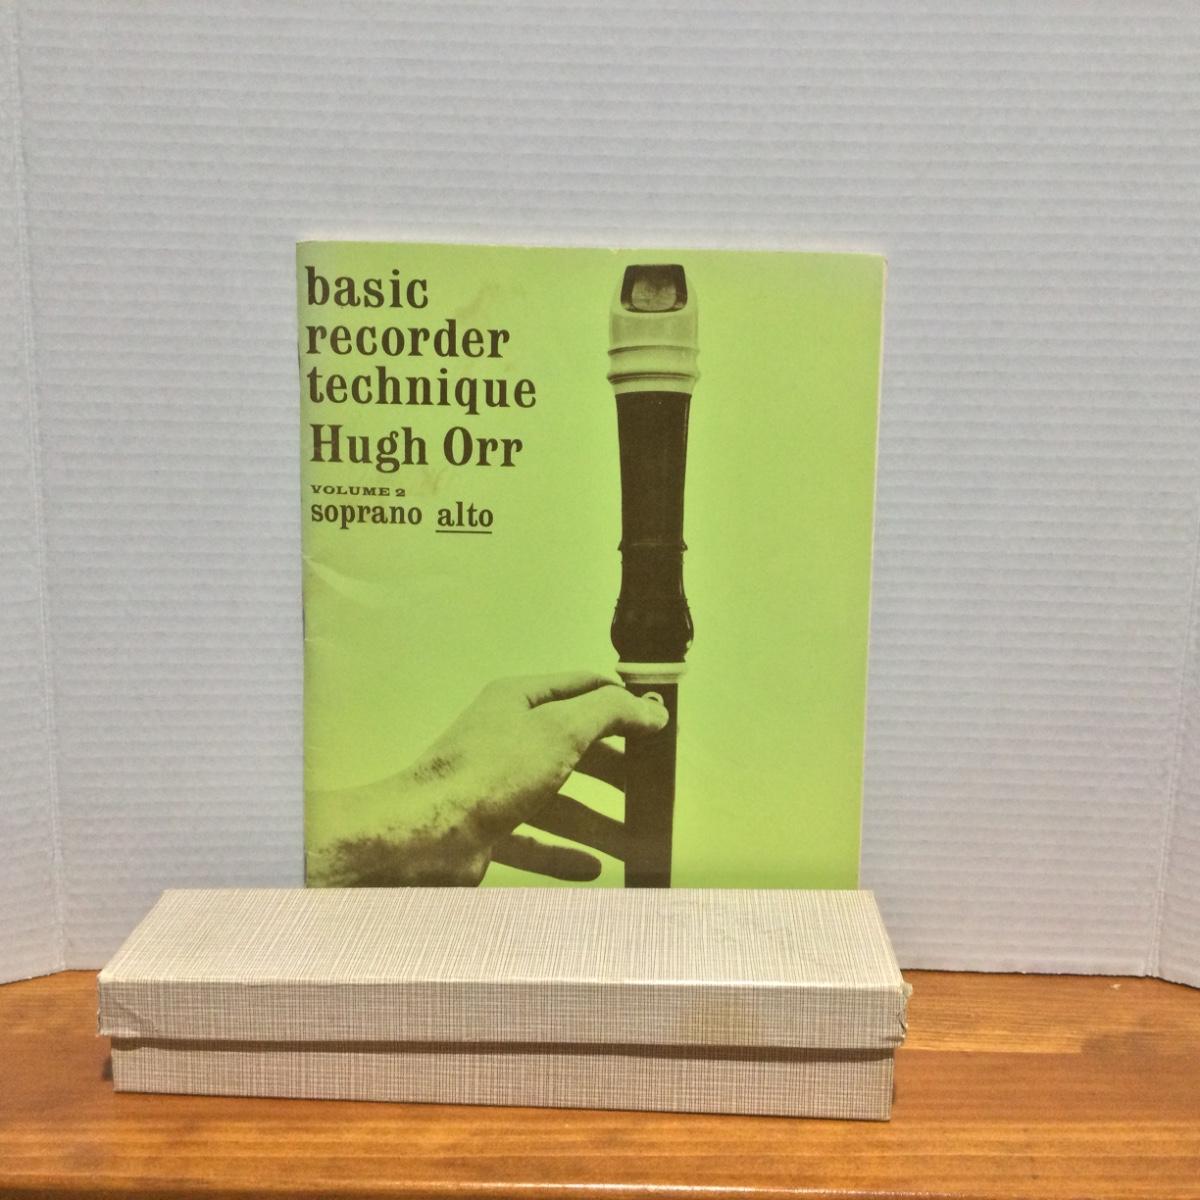 basic
recorder
technique
Hugh Orr
VOLUME 2
soprano alto